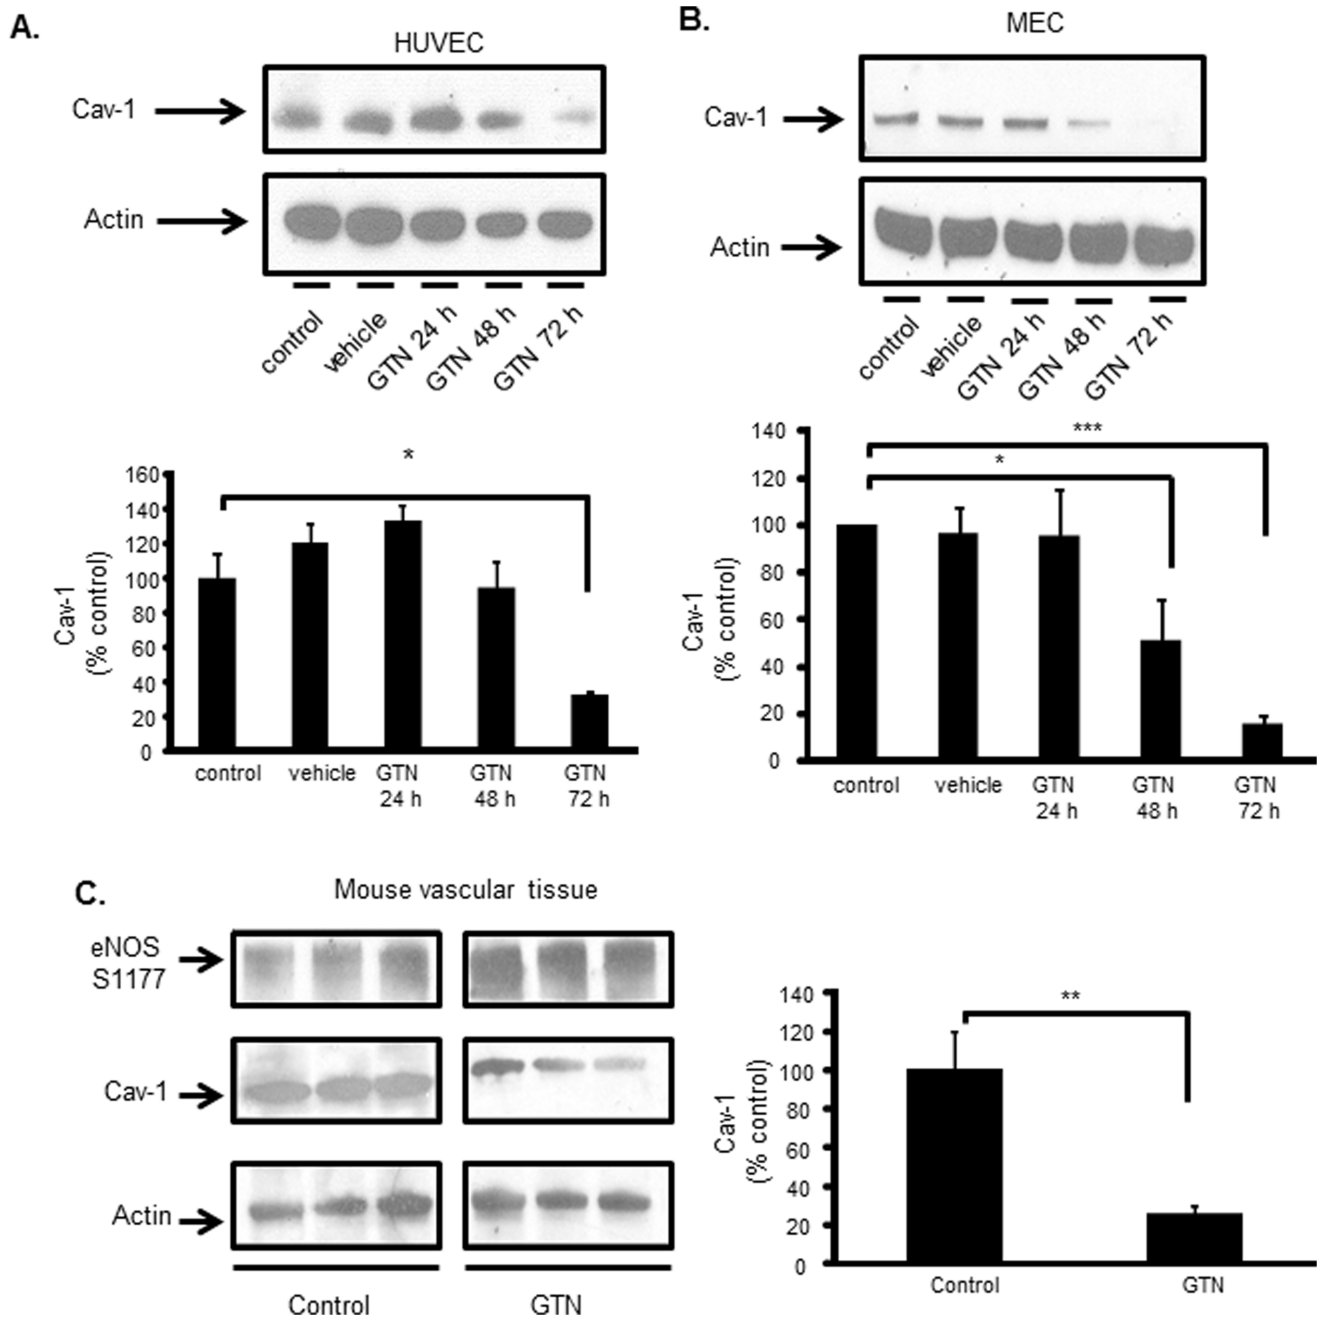 A.
HUVEC
Cav-1
Actin
control
vehicle
GTN 24 h
GTN 48 h
GTN 72 h
*
160
140
120
100
80
60
40
20
0
Cav-1
(% control)
control
vehicle
GTN
24 h
GTN
48 h
GTN
72 h
B.
MEC
Cav-1
Actin
control
vehicle
GTN 24 h
GTN 48 h
GTN 72 h
***
*
140
120
100
80
60
40
20
0
Cav-1
(% control)
control
vehicle
GTN
24 h
GTN
48 h
GTN
72 h
C.
Mouse vascular tissue
eNOS
S1177
Cav-1
Actin
Control
GTN
**
140
120
100
80
60
40
20
0
Cav-1
(% control)
Control
GTN